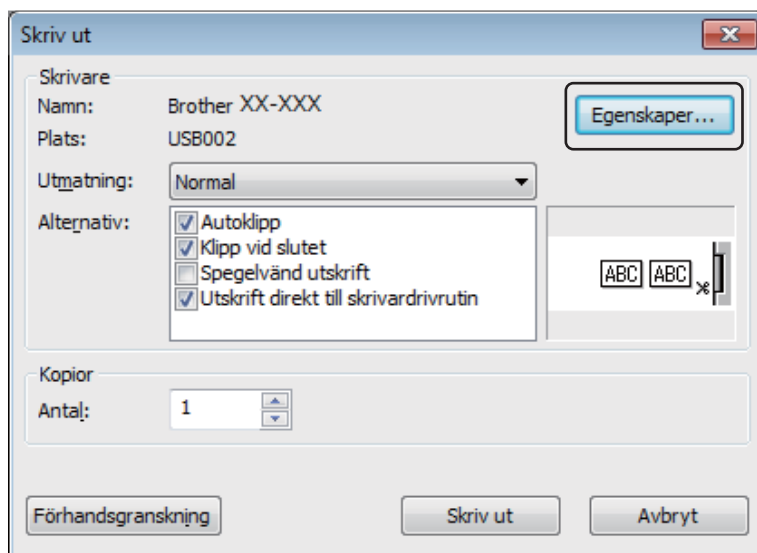 Skriv ut
Skrivare
Namn: Brother XX-XXX
Egenskaper...
Plats: USB002
Utmatning: Normal
Alternativ: Autoklipp
Klipp vid slutet
Spegelvänd utskrift
Utskrift direkt till skrivardrivrutin
ABC ABC
Kopior
Antal: 1
Förhandsgranskning Skriv ut Avbryt